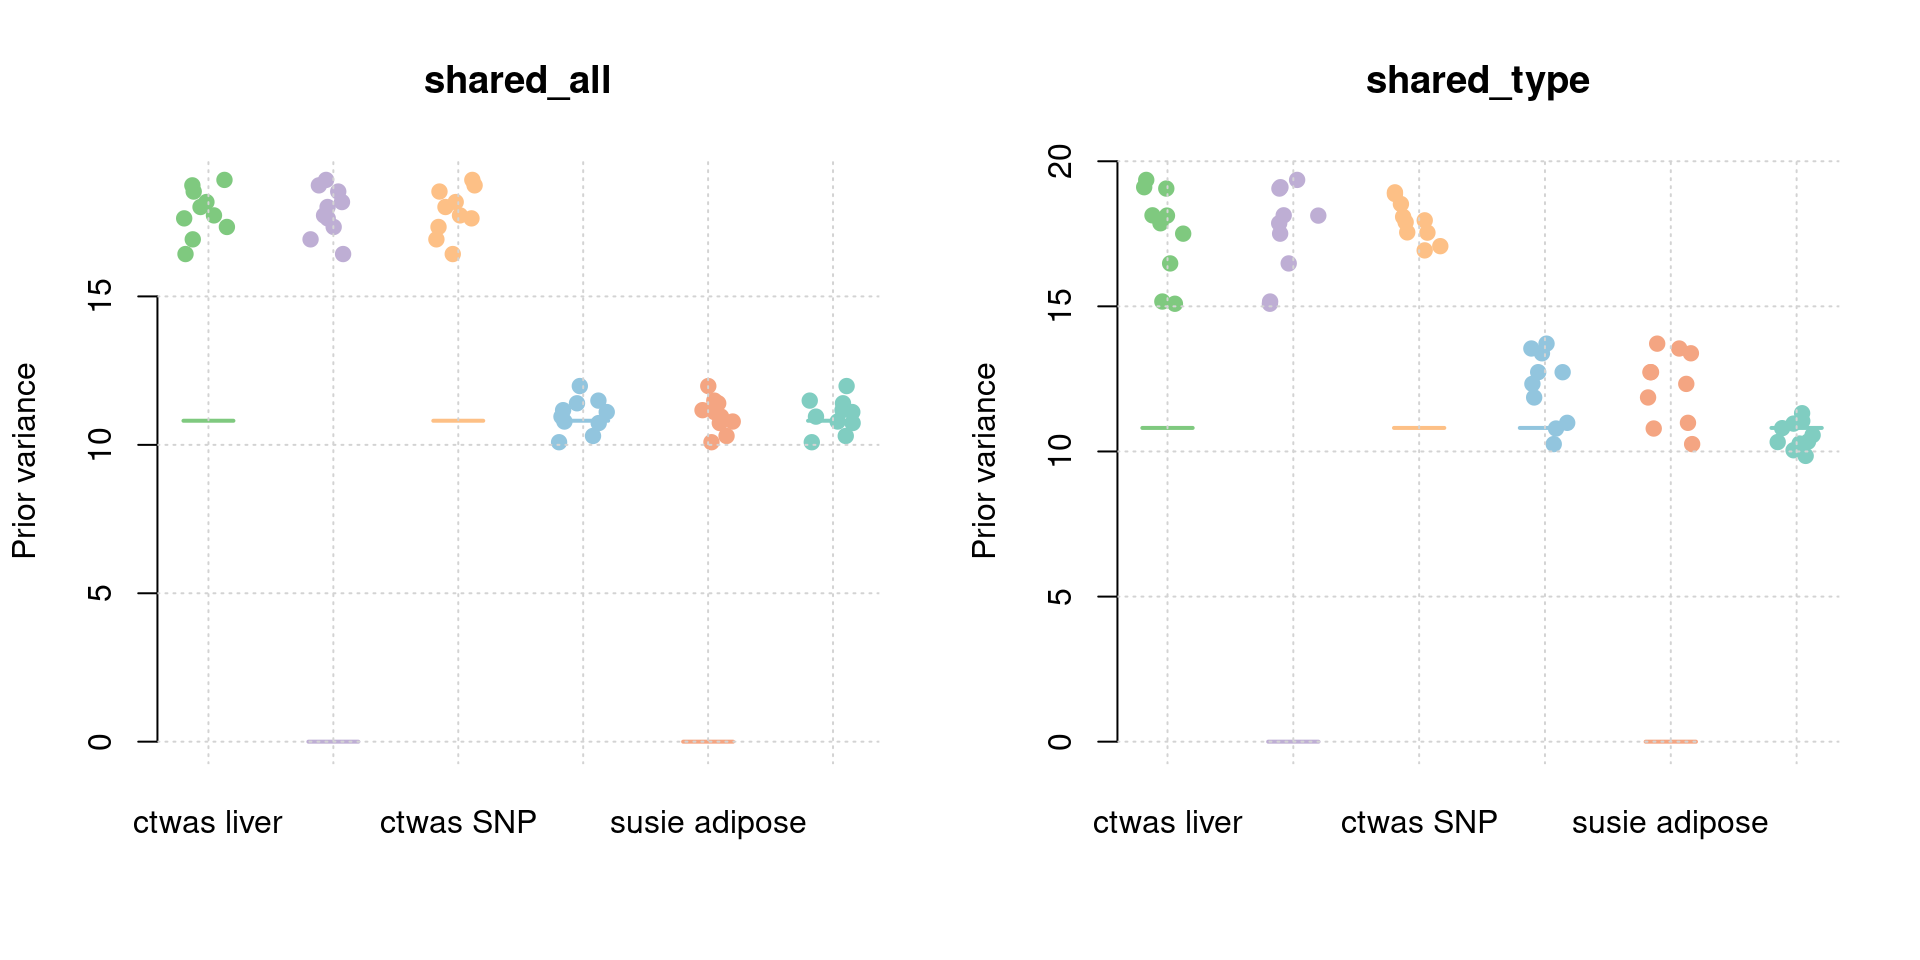 shared_all
Prior variance
15
10
5
0
ctwas liver
ctwas SNP
susie adipose
shared_type
Prior variance
20
15
10
5
0
ctwas liver
ctwas SNP
susie adipose